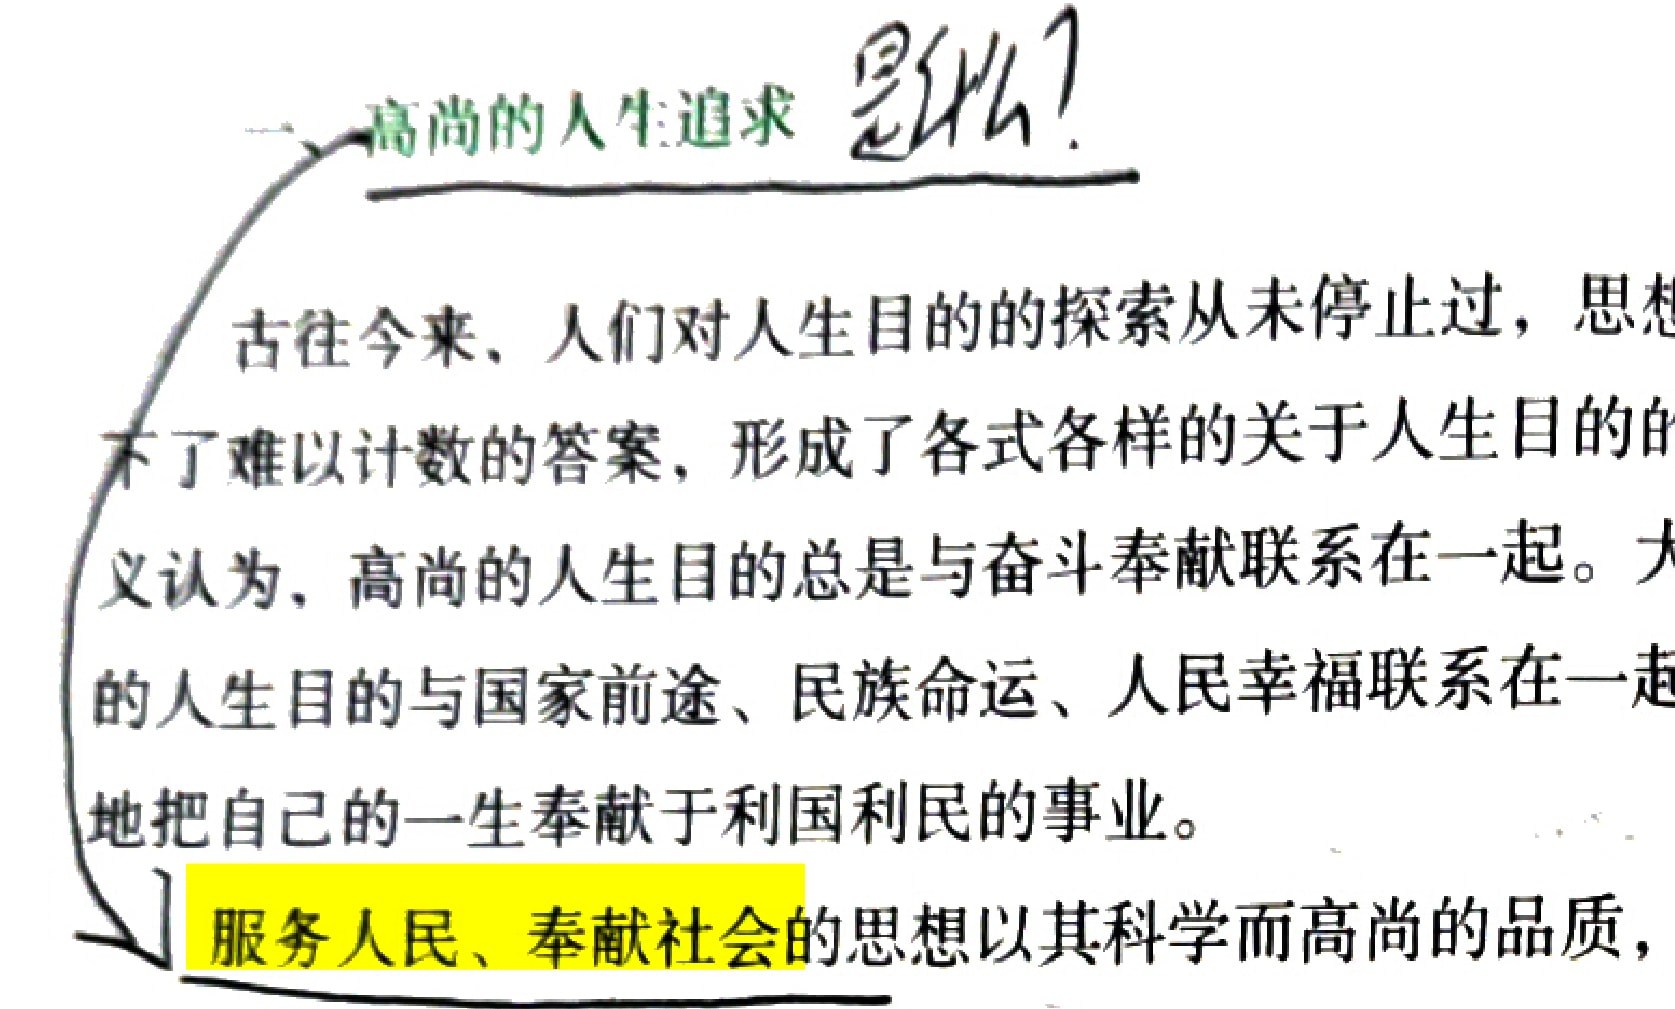 一、高尚的人生追求 是什么?
古往今来、人们对人生目的的探索从未停止过，思想
下了难以计数的答案，形成了各式各样的关于人生目的的
义认为、高尚的人生目的总是与奋斗奉献联系在一起。大
的人生目的与国家前途、民族命运、人民幸福联系在一起
地把自己的一生奉献于利国利民的事业。
服务人民、奉献社会的思想以其科学而高尚的品质，